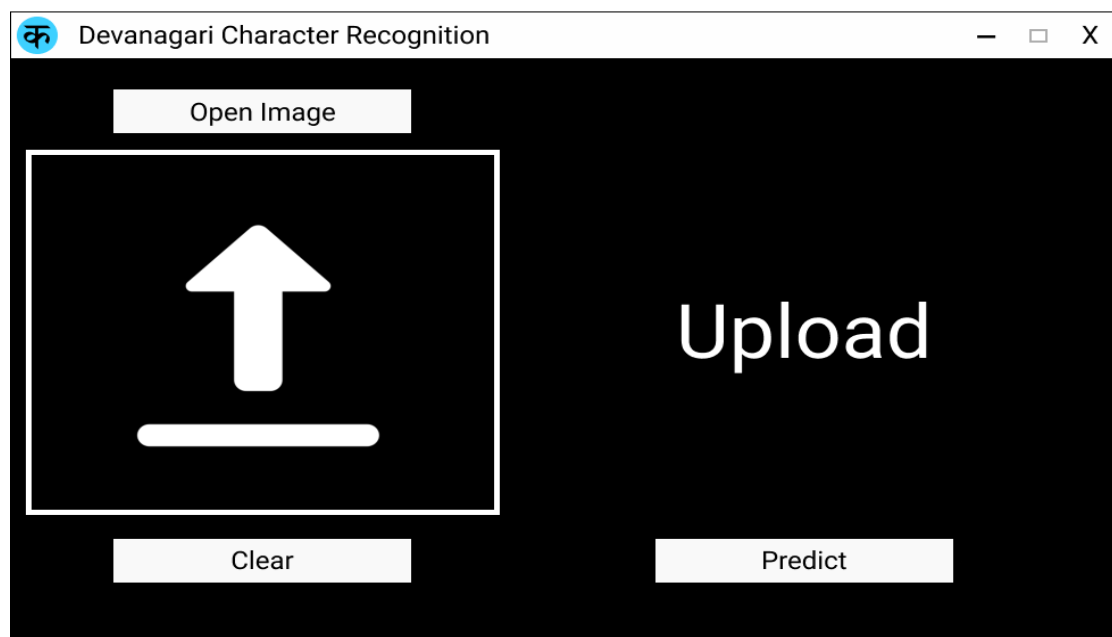 क Devanagari Character Recognition X
Open Image
Upload
Clear Predict